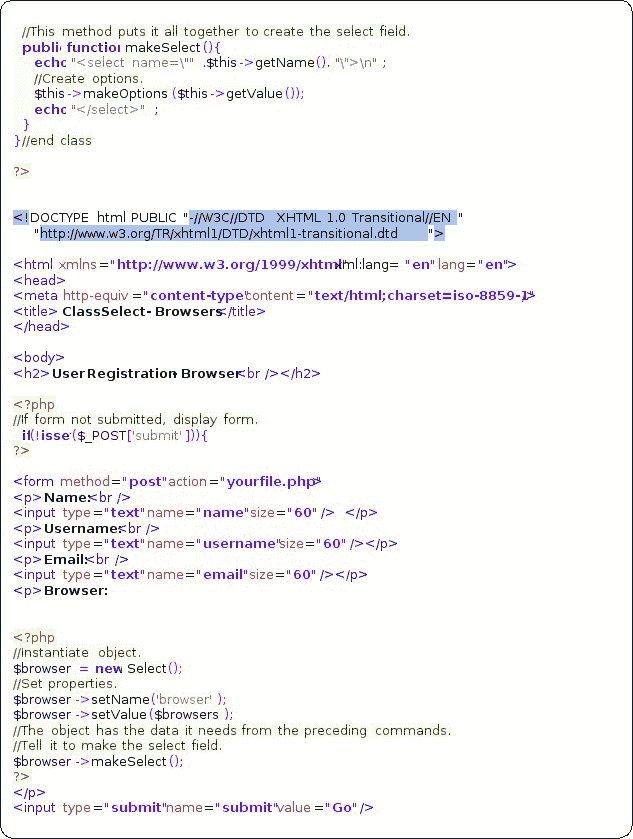 //This method puts it all together to create the select field.
public function makeSelect(){
echo "<select name=\"" .$this->getName(). "\">\n" ;
//Create options.
$this->makeOptions ($this->getValue());
echo "</select>" ;
}
}//end class
?>
<!DOCTYPE html PUBLIC "-//W3C//DTD XHTML 1.0 Transitional//EN "
"http://www.w3.org/TR/xhtml1/DTD/xhtml1-transitional.dtd ">
<html xmlns="http://www.w3.org/1999/xhtml" xml:lang= "en" lang="en">
<head>
<meta http-equiv ="content-type" content="text/html;charset=iso-8859-1"/>
<title> ClassSelect- Browsers</title>
</head>
<body>
<h2> User Registration- Browser<br /></h2>
<?php
//If form not submitted, display form.
if(!isset($_POST['submit' ])){
?>
<form method="post" action="yourfile.php">
<p> Name:<br />
<input type="text" name="name" size="60" /> </p>
<p> Username:<br />
<input type="text" name="username" size="60" /></p>
<p> Email:<br />
<input type="text" name="email" size="60" /></p>
<p> Browser:
<?php
//Instantiate object.
$browser = new Select();
//Set properties.
$browser ->setName('browser' );
$browser ->setValue($browsers );
//The object has the data it needs from the preceding commands.
//Tell it to make the select field.
$browser ->makeSelect();
?>
</p>
<input type="submit" name="submit" value ="Go" />